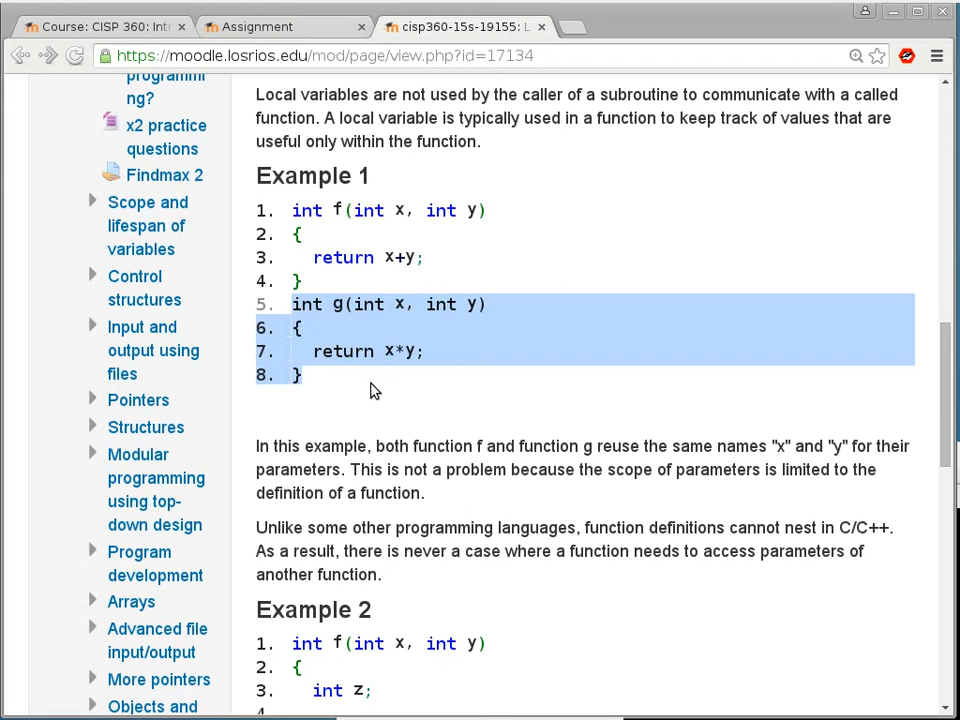 Course: CISP 360: Int
Assignment
cisp360-15s-19155: L
https://moodle.losrios.edu/mod/page/view.php?id=17134
programmi
ng?
x2 practice
questions
Findmax 2
Scope and
lifespan of
variables
Control
structures
Input and
output using
files
Pointers
Structures
Modular
programming
using top-
down design
Program
development
Arrays
Advanced file
input/output
More pointers
Objects and
Local variables are not used by the caller of a subroutine to communicate with a called
function. A local variable is typically used in a function to keep track of values that are
useful only within the function.
Example 1
1. int f(int x, int y)
2. {
3. return x+y;
4. }
5. int g(int x, int y)
6. {
7. return x*y;
8. }
In this example, both function f and function g reuse the same names "x" and "y" for their
parameters. This is not a problem because the scope of parameters is limited to the
definition of a function.
Unlike some other programming languages, function definitions cannot nest in C/C++.
As a result, there is never a case where a function needs to access parameters of
another function.
Example 2
1. int f(int x, int y)
2. {
3. int z;